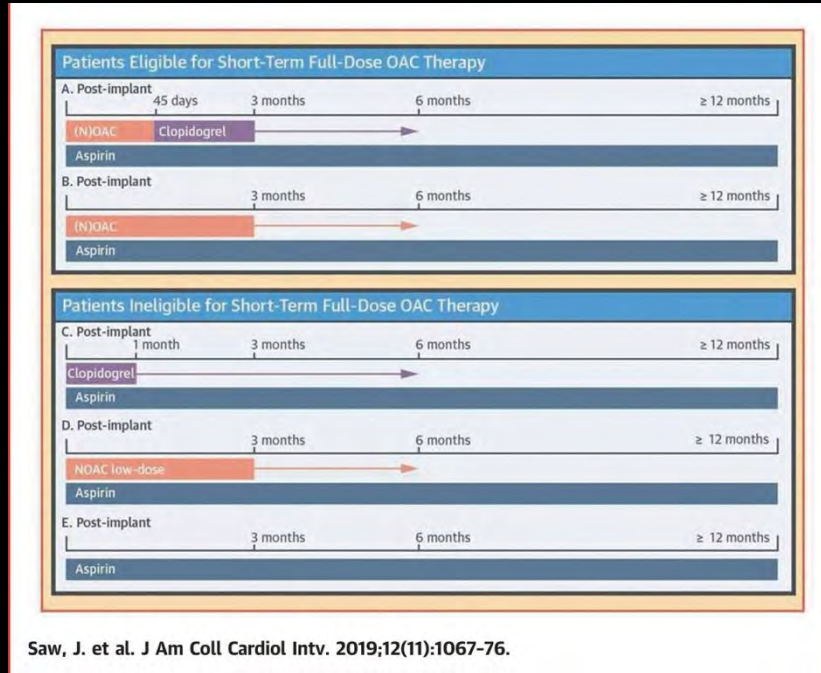 Patients Eligible for Short-Term Full-Dose OAC Therapy
A. Post-implant
45 days 3 months 6 months ≥ 12 months
(N)OAC Clopidogrel
Aspirin
B. Post-implant
3 months 6 months ≥ 12 months
(N)OAC
Aspirin
Patients Ineligible for Short-Term Full-Dose OAC Therapy
C. Post-implant
1 month 3 months 6 months ≥ 12 months
Clopidogrel
Aspirin
D. Post-implant
3 months 6 months ≥ 12 months
NOAC low-dose
Aspirin
E. Post-implant
3 months 6 months ≥ 12 months
Aspirin
Saw, J. et al. J Am Coll Cardiol Intv. 2019;12(11):1067-76.